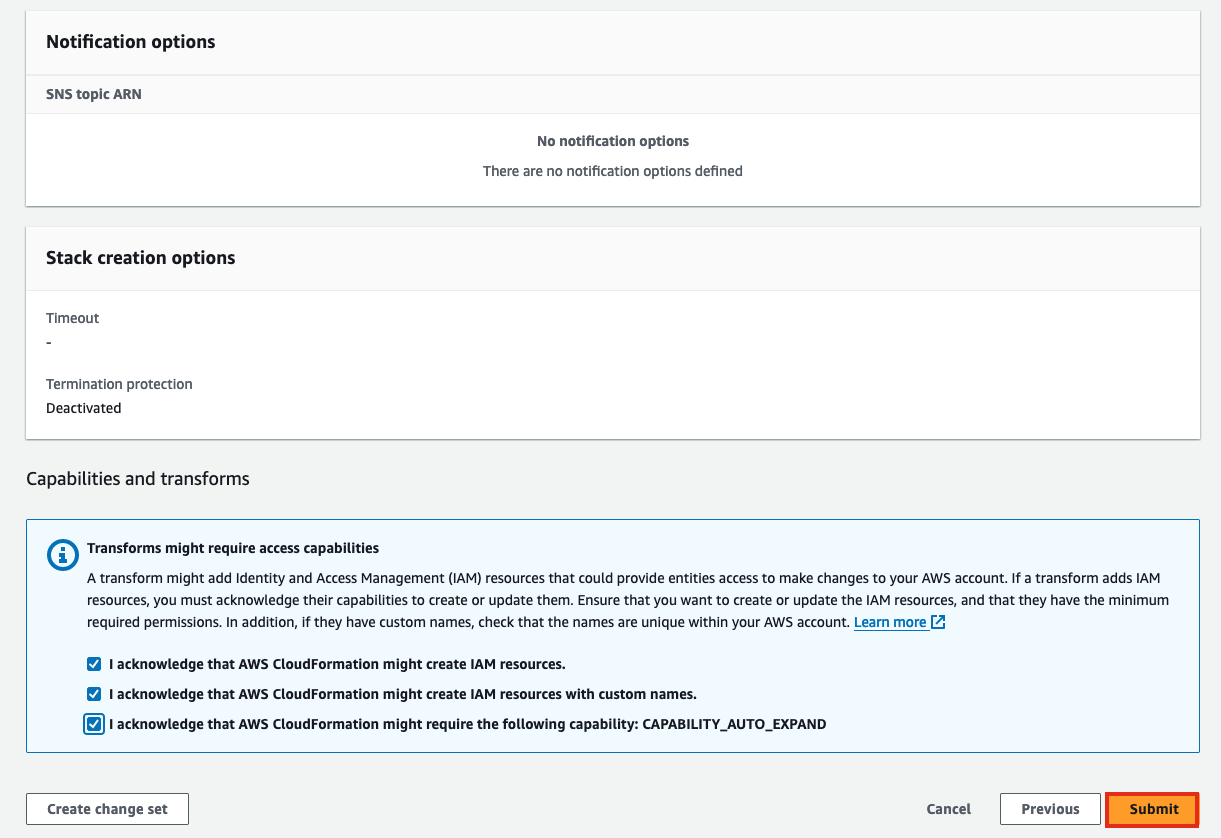 Notification options
SNS topic ARN
No notification options
There are no notification options defined
Stack creation options
Timeout
-
Termination protection
Deactivated
Capabilities and transforms
Transforms might require access capabilities
A transform might add Identity and Access Management (IAM) resources that could provide entities access to make changes to your AWS account. If a transform adds IAM
resources, you must acknowledge their capabilities to create or update them. Ensure that you want to create or update the IAM resources, and that they have the minimum
required permissions. In addition, if they have custom names, check that the names are unique within your AWS account. Learn more
I acknowledge that AWS CloudFormation might create IAM resources.
I acknowledge that AWS CloudFormation might create IAM resources with custom names.
I acknowledge that AWS CloudFormation might require the following capability: CAPABILITY_AUTO_EXPAND
Create change set Cancel Previous Submit